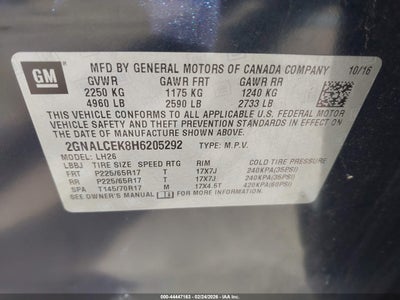 GM
MFD BY GENERAL MOTORS OF CANADA COMPANY 10/16
GVWR GAWR FRT GAWR RR
2250 KG 1175 KG 1240 KG
4960 LB 2590 LB 2733 LB
THIS VEHICLE CONFORMS TO ALL APPLICABLE U.S. FEDERAL MOTOR
VEHICLE SAFETY AND THEFT PREVENTION STANDARDS IN EFFECT ON THE
DATE OF MANUFACTURE SHOWN ABOVE.
2GNALCEK8H6205292 TYPE: M.P.V.
MODEL: LH26
LBBJ TIRE SIZE SPEED RTG RIM COLD TIRE PRESSURE
FRT P225/65R17 T 17X7J 240KPA(35PSI)
RR P225/65R17 T 17X7J 240KPA(35PSI)
SPA T145/70R17 M 17X4.5T 420KPA(60PSI)
SEE OWNER'S MANUAL FOR MORE INFORMATION.
© 44447163 - 02/24/2026 - IAAI